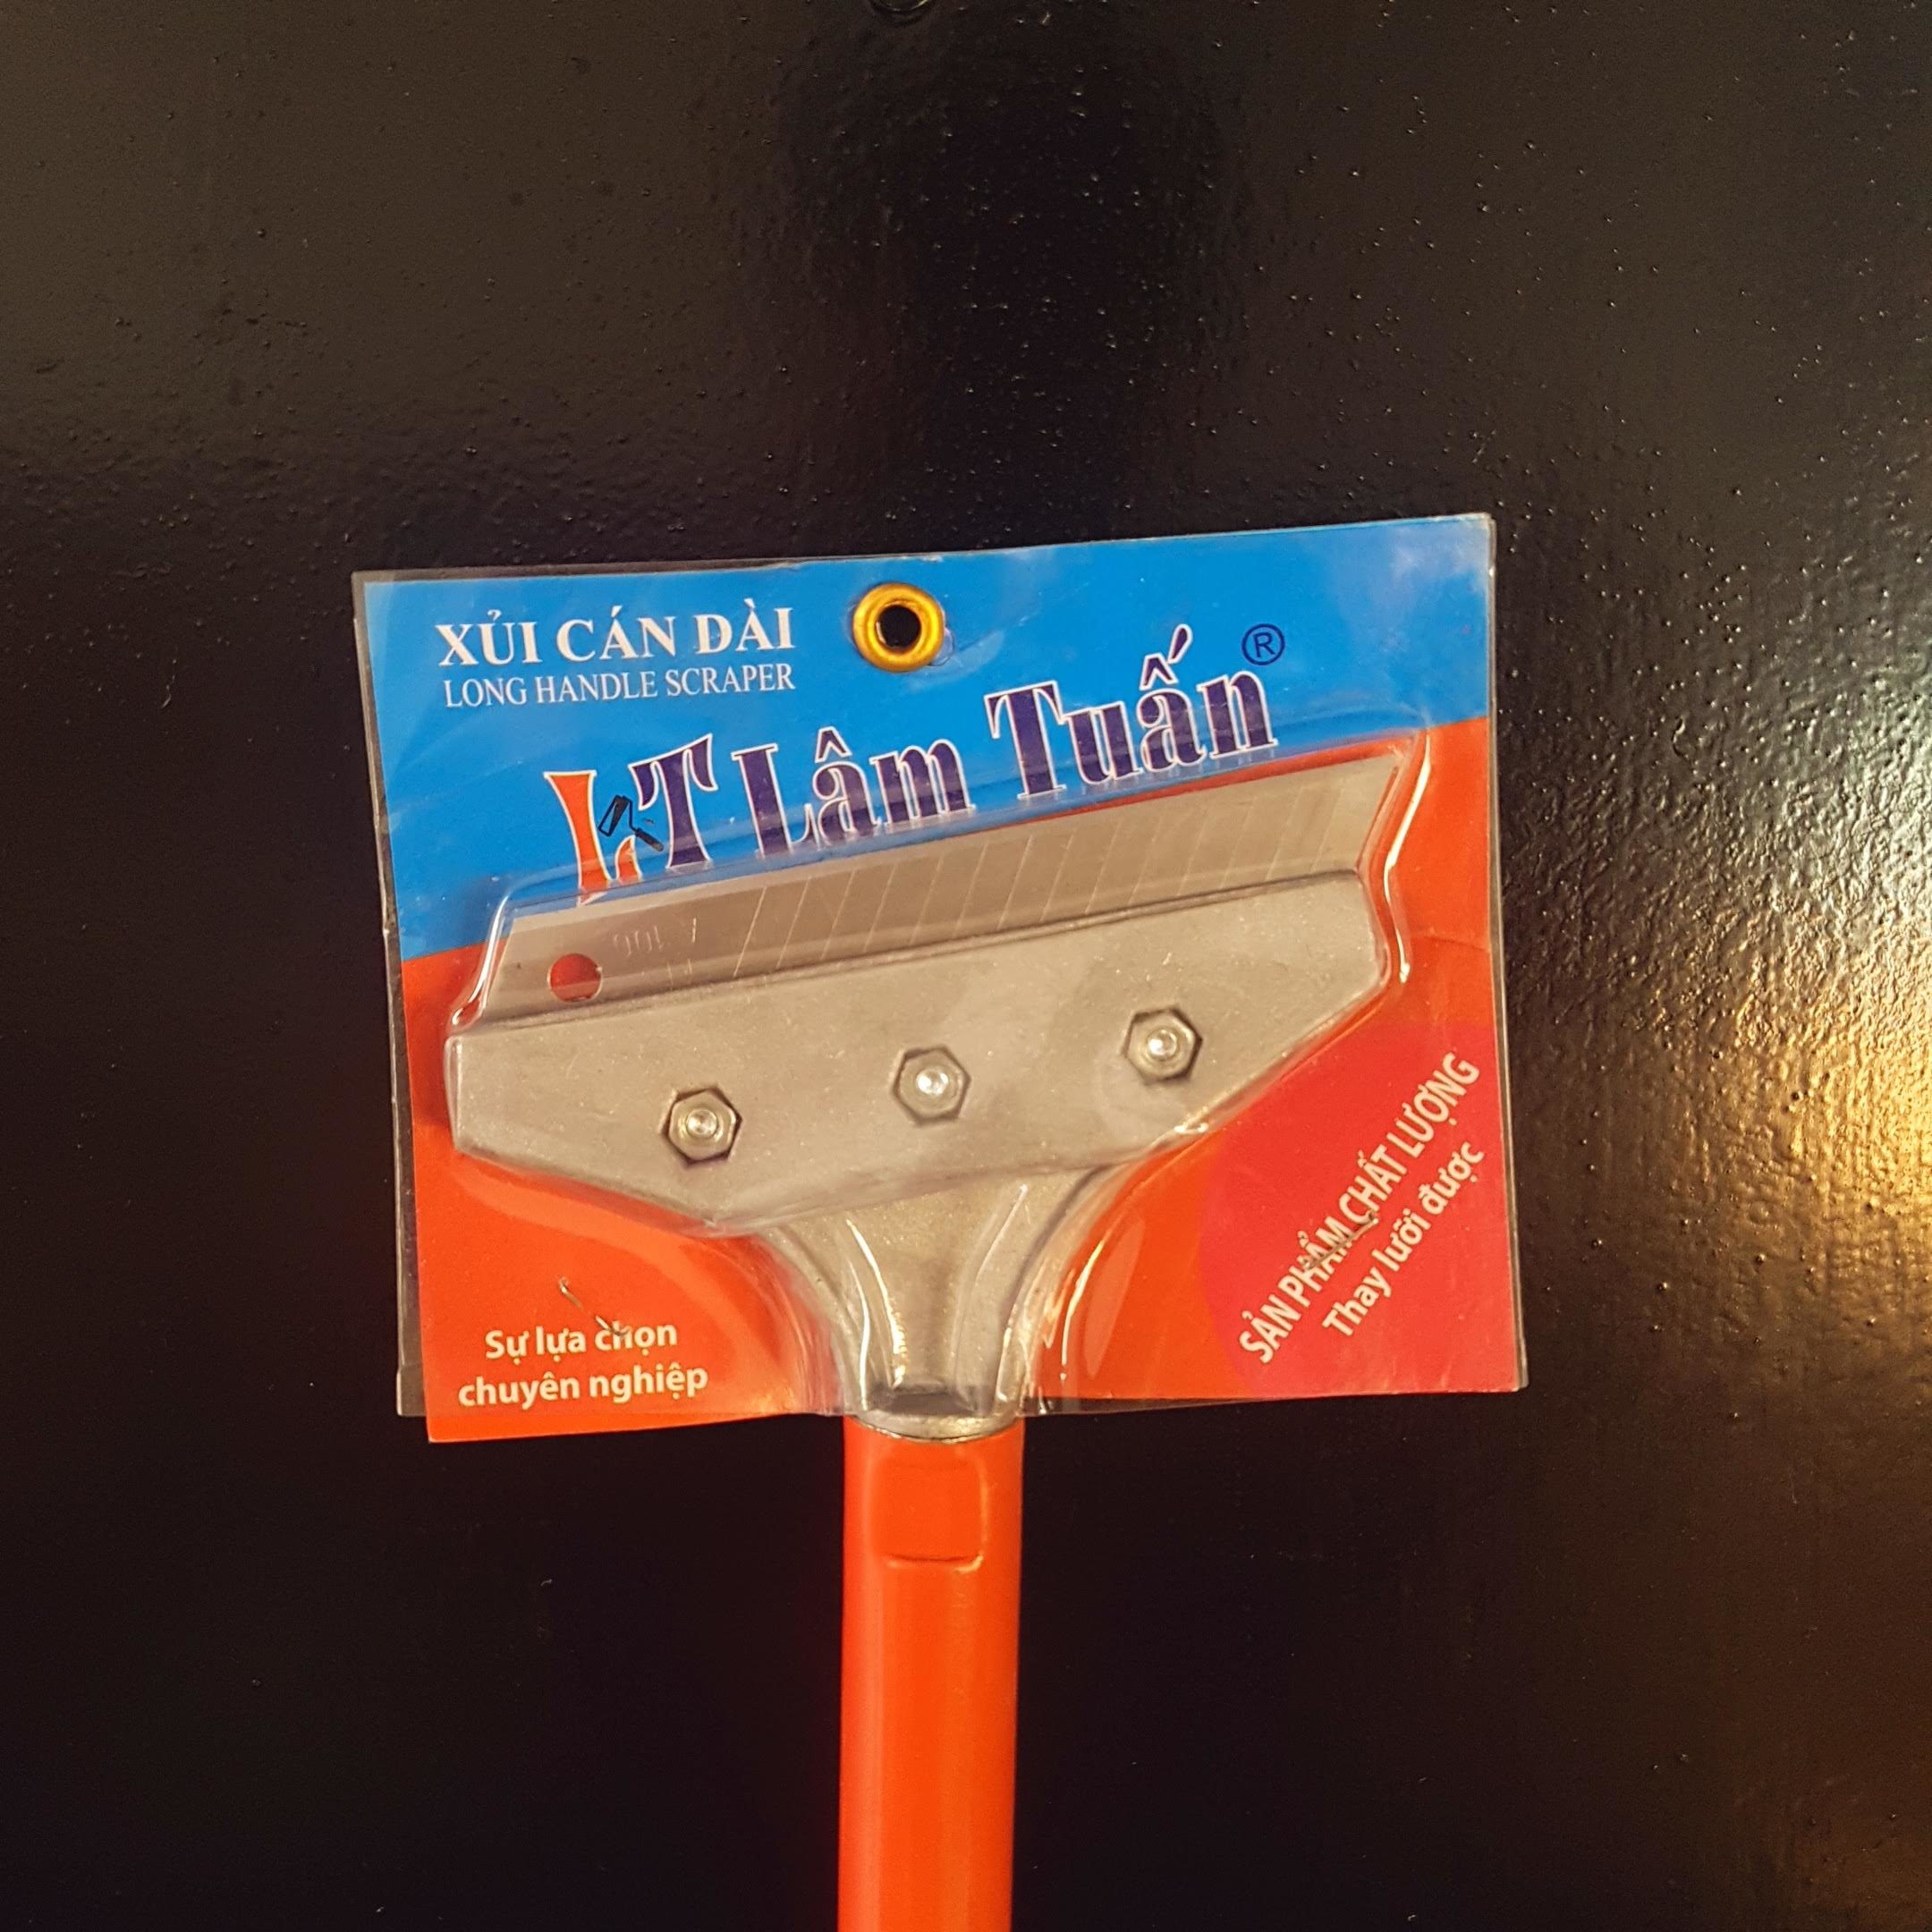 XỦI CÁN DÀI
LONG HANDLE SCRAPER
LT Lâm Tuấn ®
Sự lựa chọn
chuyên nghiệp
SẢN PHẨM CHẤT LƯỢNG
Thay lưỡi được